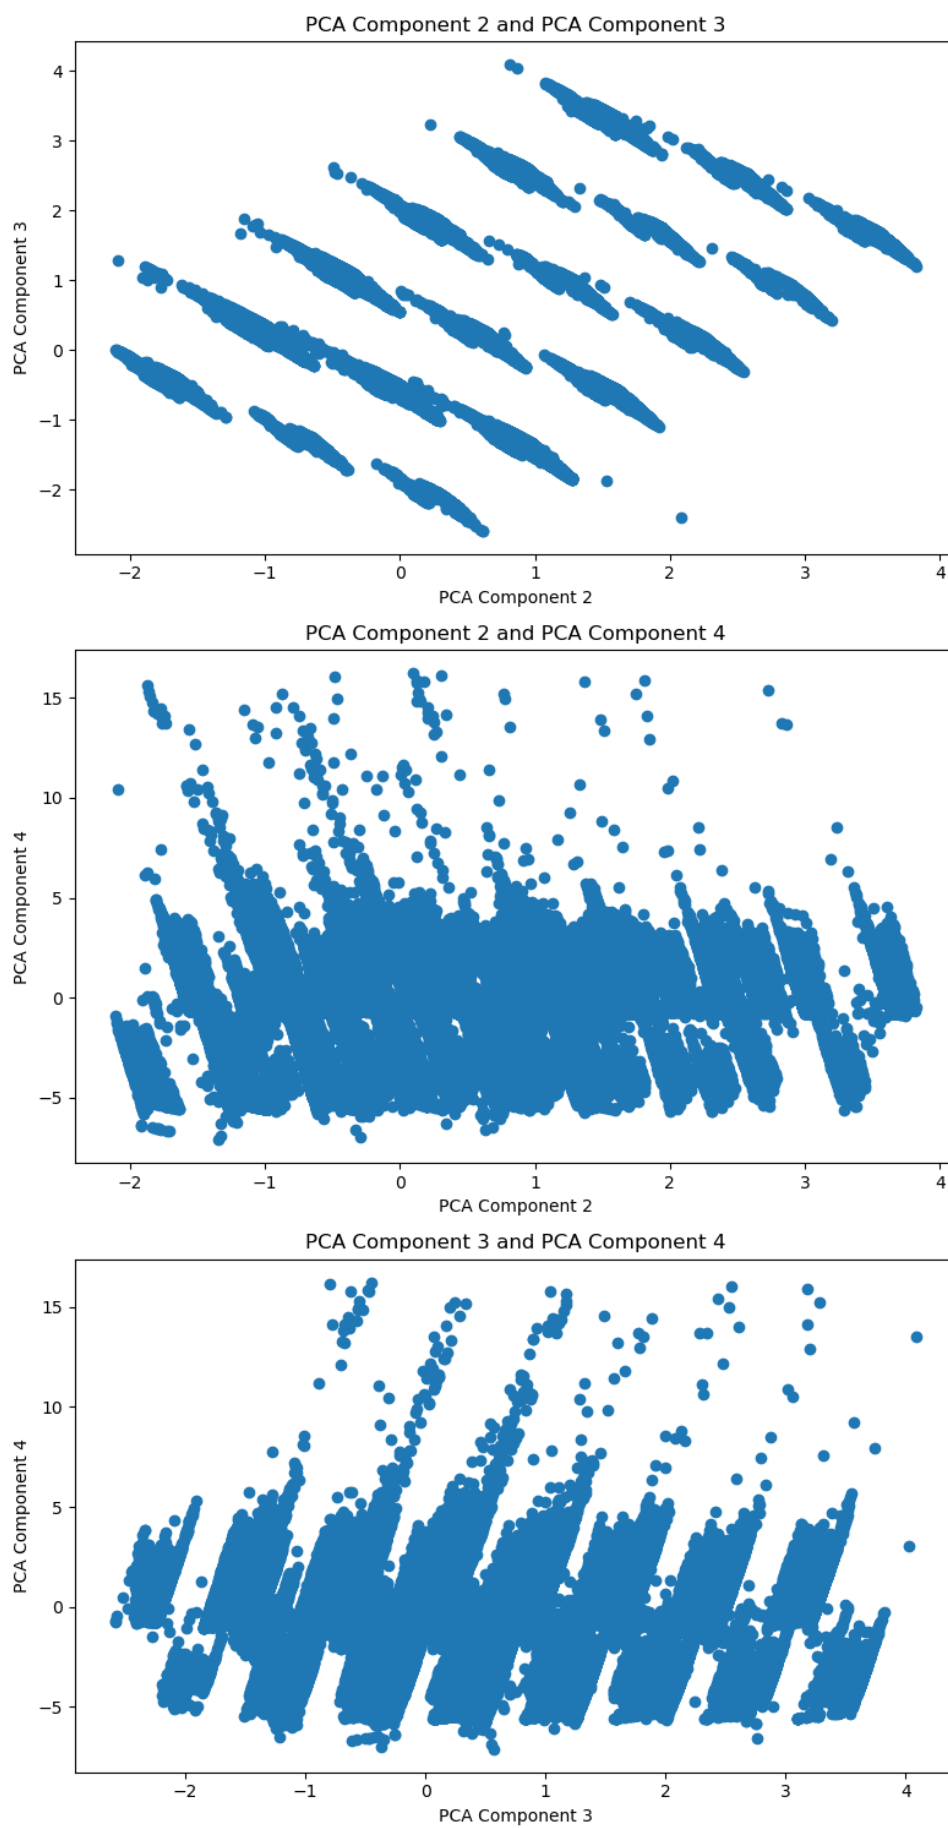 PCA Component 2 and PCA Component 3
4
3
2
1
0
−1
−2
PCA Component 3
−2 −1 0 1 2 3 4
PCA Component 2
PCA Component 2 and PCA Component 4
15
10
5
0
−5
PCA Component 4
−2 −1 0 1 2 3 4
PCA Component 2
PCA Component 3 and PCA Component 4
15
10
5
0
−5
PCA Component 4
−2 −1 0 1 2 3 4
PCA Component 3